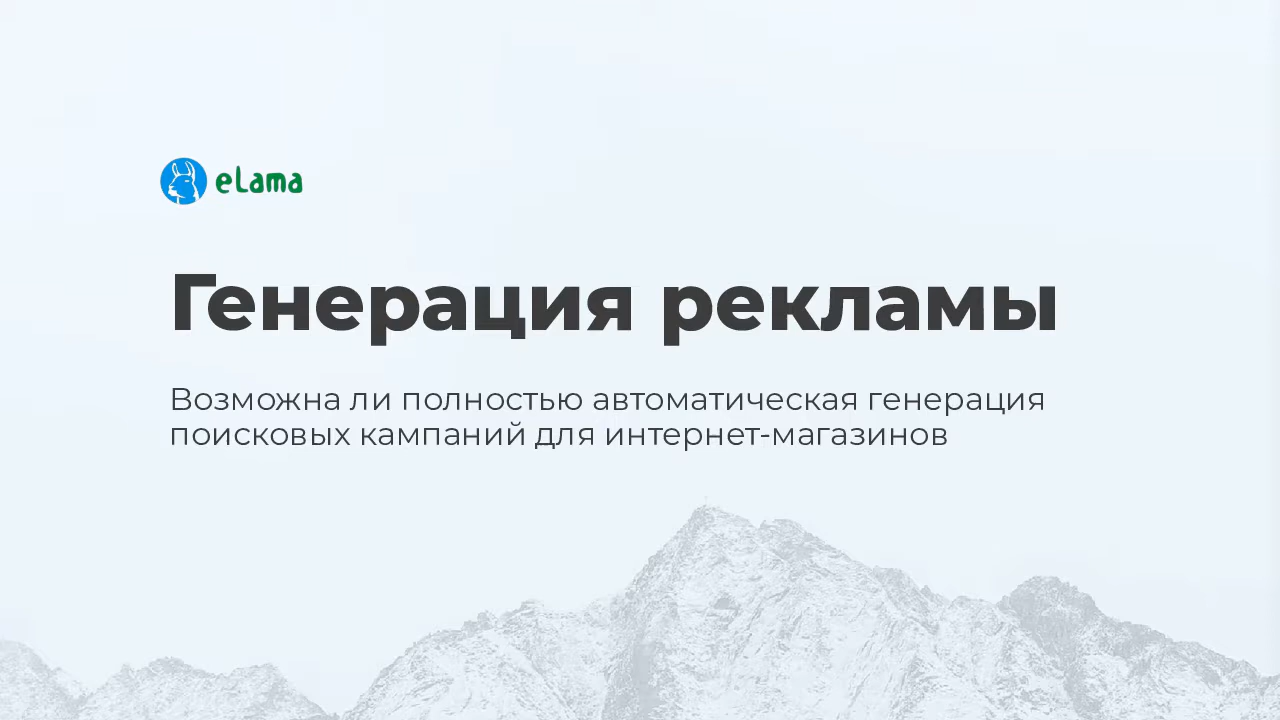 eLama
Генерация рекламы
Возможна ли полностью автоматическая генерация
поисковых кампаний для интернет-магазинов